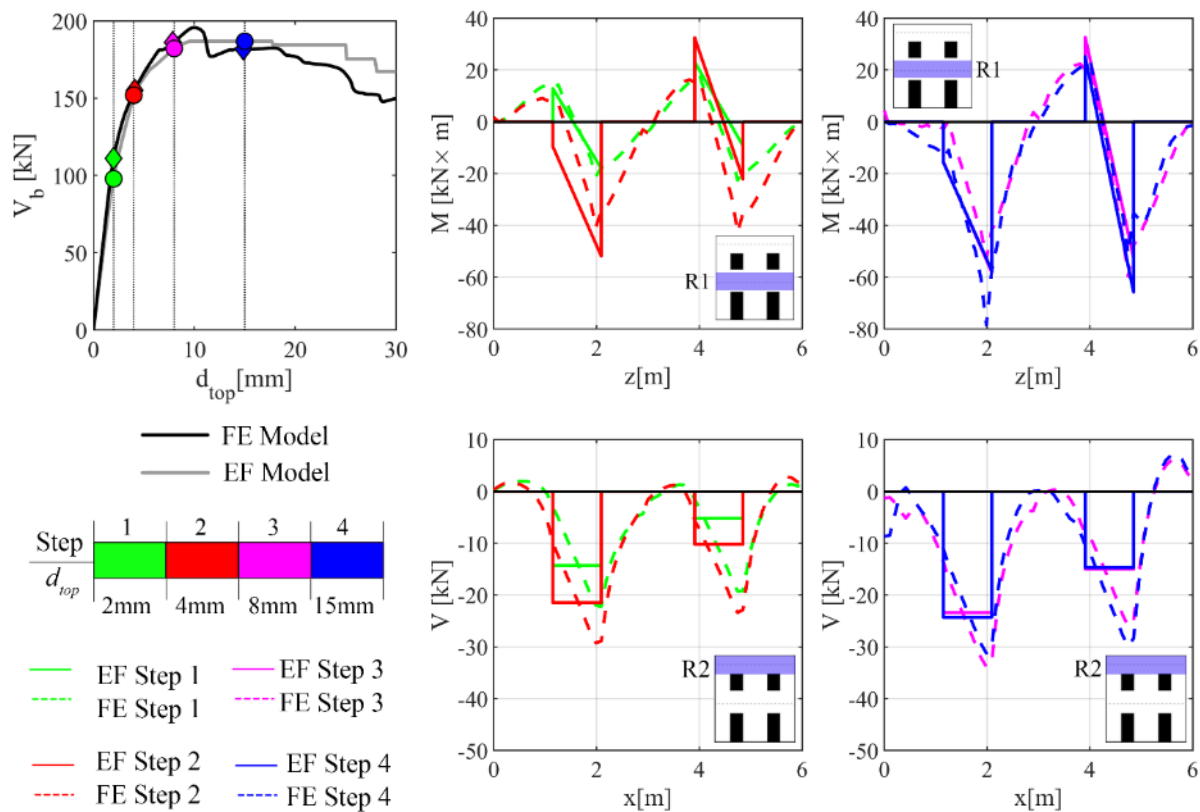 200
150
100
50
0
V_b [kN]
0
10
20
30
d_top[mm]
FE Model
EF Model
Step
1
2
3
4
d_top
2mm
4mm
8mm
15mm
EF Step 1
FE Step 1
EF Step 3
FE Step 3
EF Step 2
FE Step 2
EF Step 4
FE Step 4
40
20
0
-20
-40
-60
-80
M [kN× m]
R1
0
2
4
6
z[m]
40
20
0
-20
-40
-60
-80
M [kN× m]
R1
0
2
4
6
z[m]
10
0
-10
-20
-30
-40
-50
V [kN]
R2
0
2
4
6
x[m]
10
0
-10
-20
-30
-40
-50
V [kN]
R2
0
2
4
6
x[m]